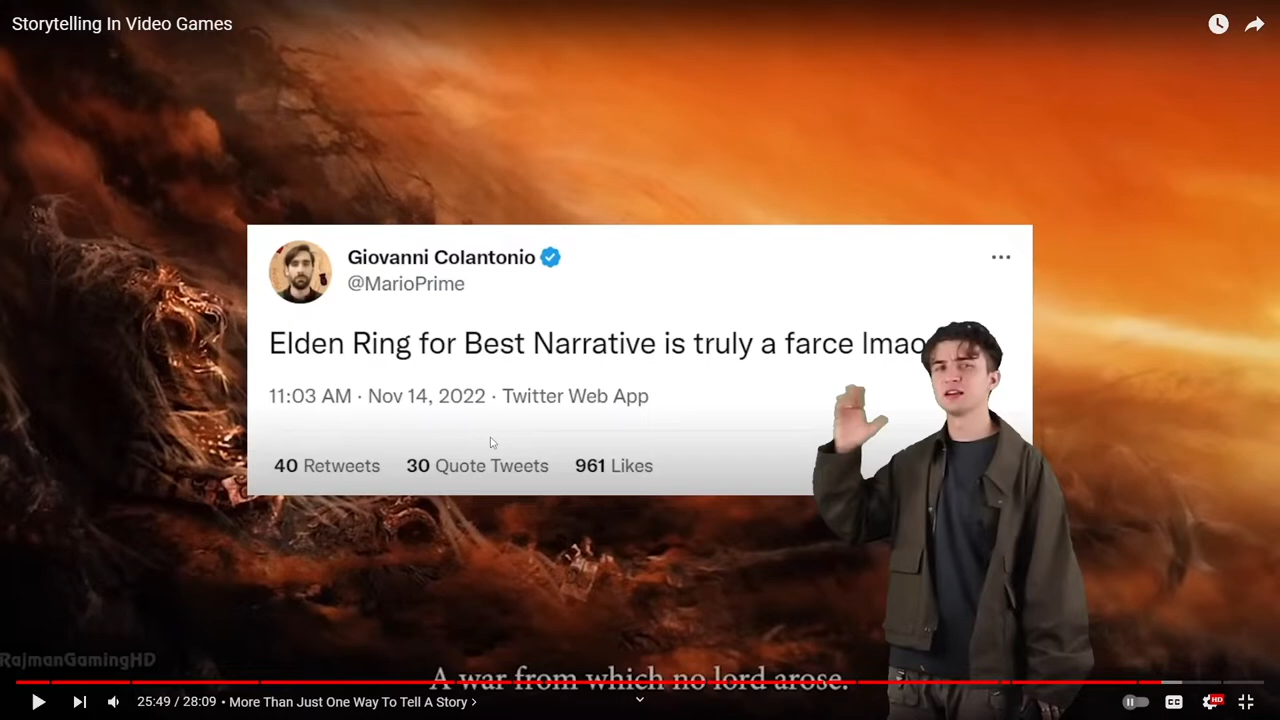 Storytelling In Video Games
Giovanni Colantonio
@MarioPrime
Elden Ring for Best Narrative is truly a farce lmao
11:03 AM · Nov 14, 2022 · Twitter Web App
40 Retweets 30 Quote Tweets 961 Likes
RajmanGamingHD
A war from which no lord arose.
25:49 / 28:09 • More Than Just One Way To Tell A Story >
CC
HD